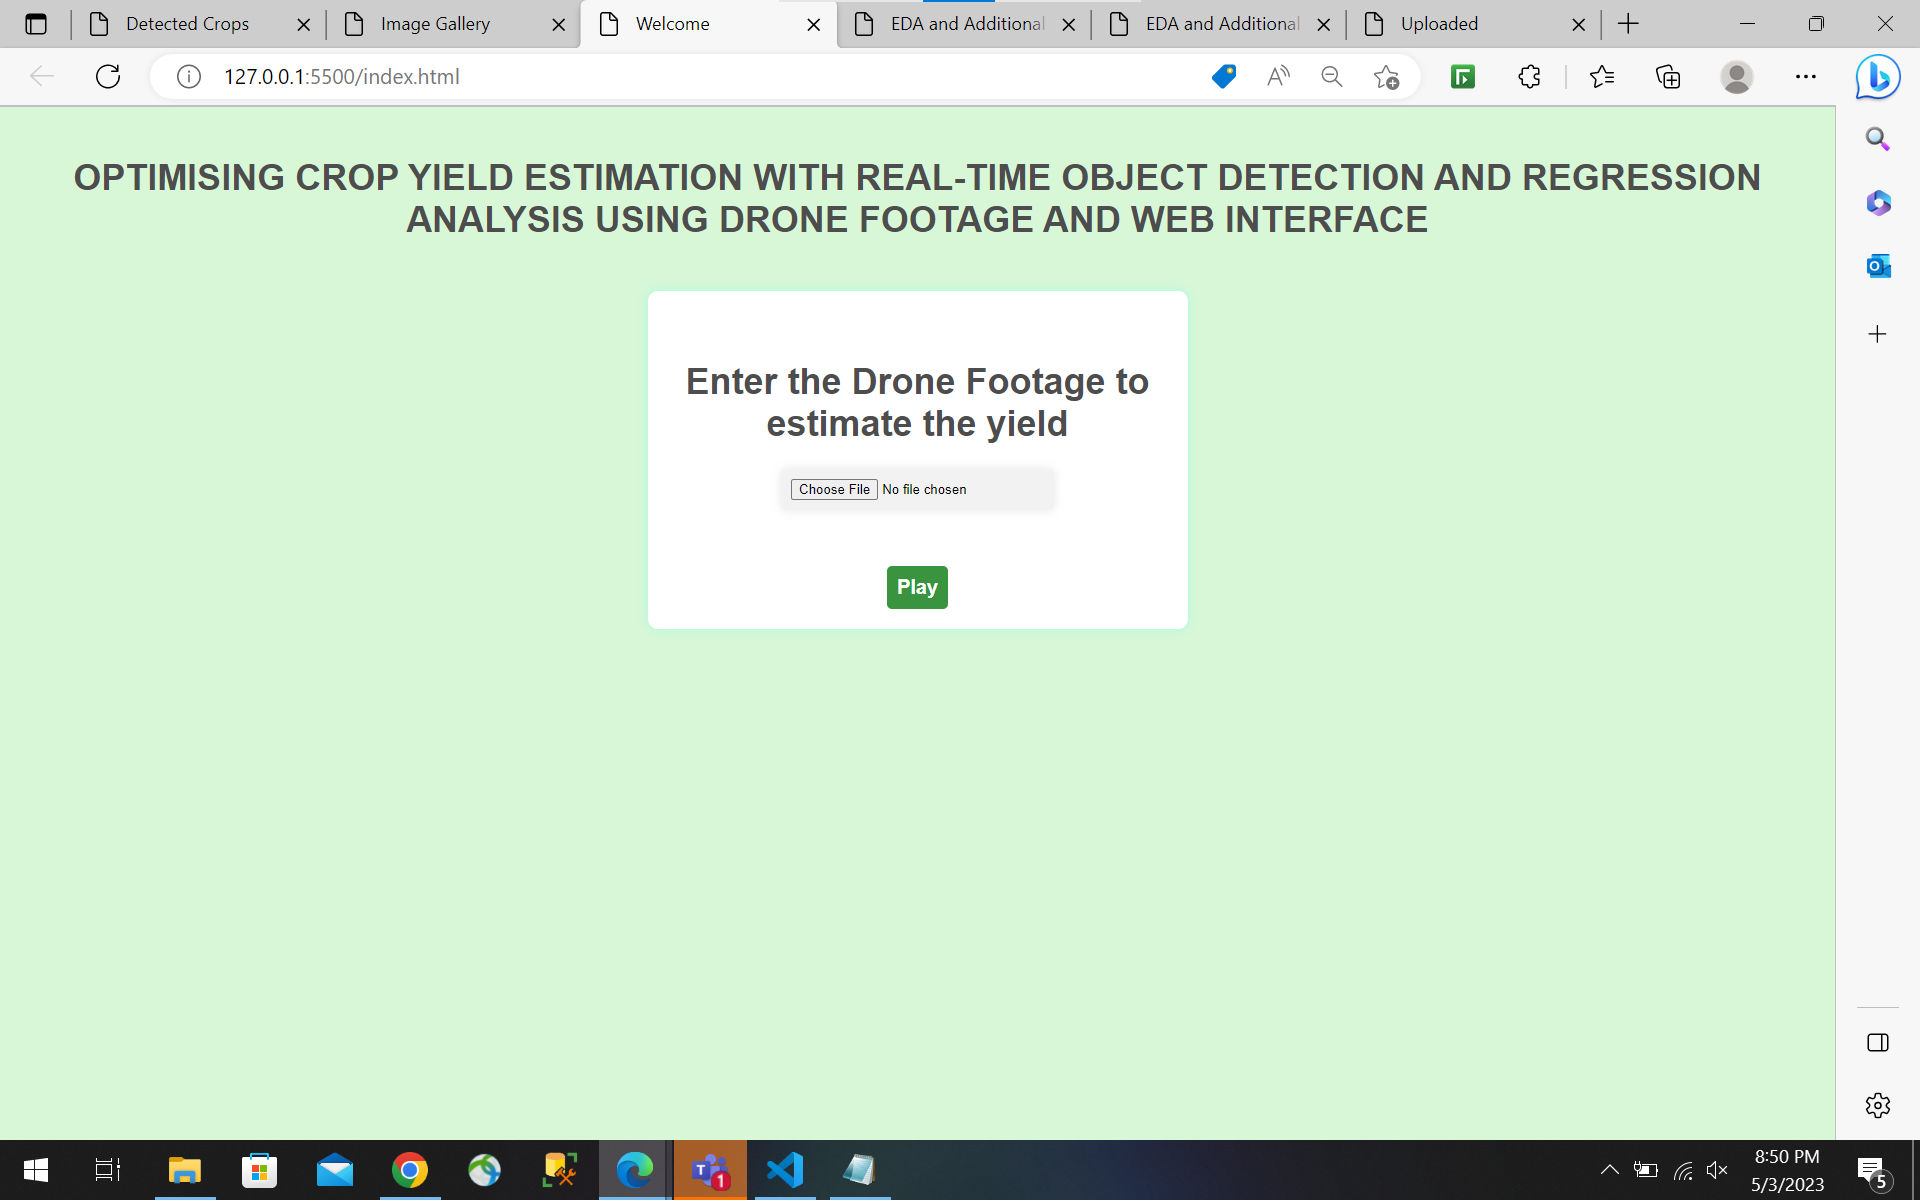 Detected Crops
Image Gallery
Welcome
EDA and Additional
EDA and Additional
Uploaded
127.0.0.1:5500/index.html
OPTIMISING CROP YIELD ESTIMATION WITH REAL-TIME OBJECT DETECTION AND REGRESSION
ANALYSIS USING DRONE FOOTAGE AND WEB INTERFACE
Enter the Drone Footage to
estimate the yield
Choose File No file chosen
Play
8:50 PM
5/3/2023
1
5